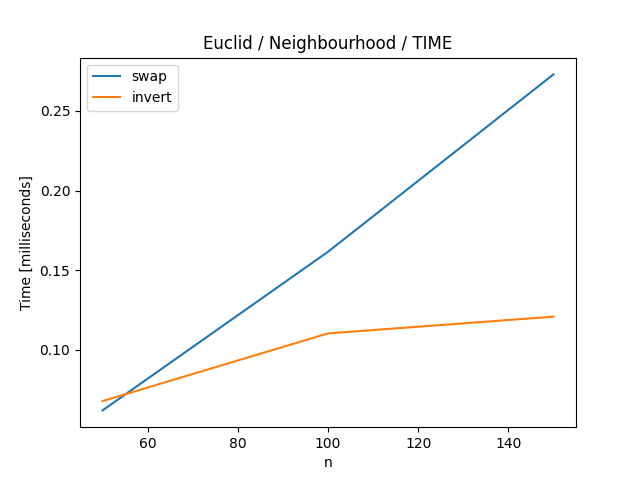 Euclid / Neighbourhood / TIME
swap
invert
Time [milliseconds]
0.25
0.20
0.15
0.10
60 80 100 120 140
n